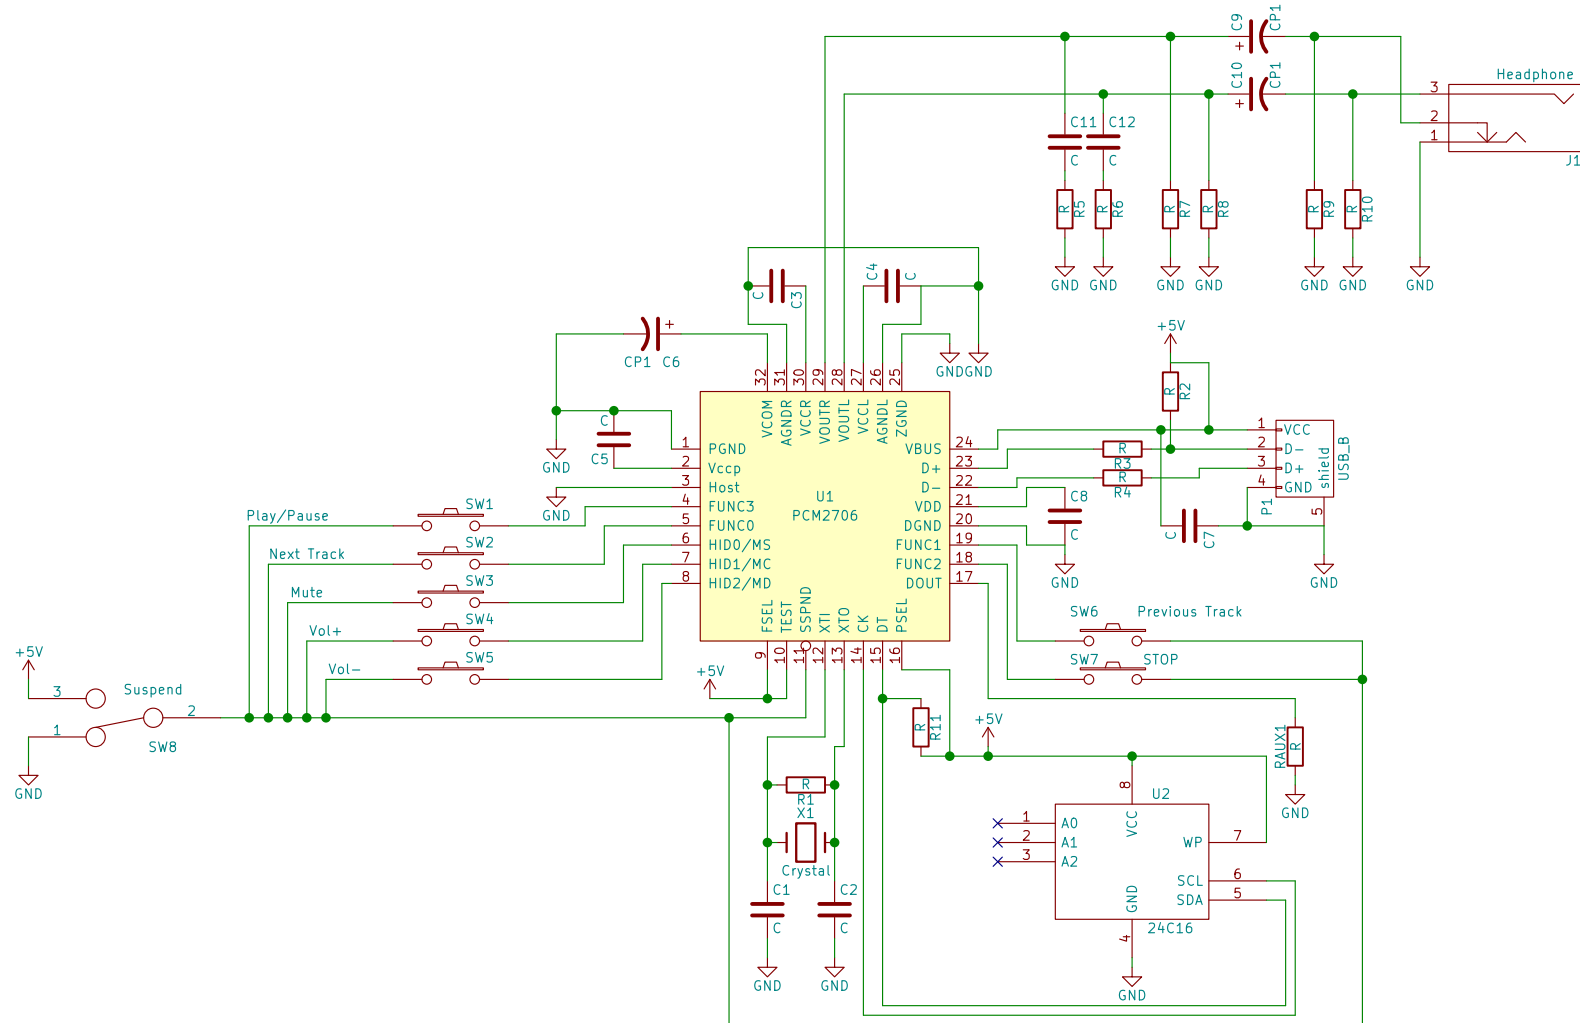 C9
CP1
C10
CP1
Headphone
3
2
1
J1
C11
C
C12
C
R
R5
R
R6
R
R7
R
R8
R
R9
R
R10
GND
GND
GND
GND
GND
GND
GND
C
C3
C4
C
+5V
CP1 C6
GND
GND
R
R2
32
31
30
29
28
27
26
25
VCOM
AGNDR
VCCR
VOUTR
VOUTL
VCCL
AGNDL
ZGND
C
C5
GND
GND
1 PGND
2 Vccp
3 Host
4 FUNC3
5 FUNC0
6 HID0/MS
7 HID1/MC
8 HID2/MD
U1
PCM2706
VBUS 24
D+ 23
D- 22
VDD 21
DGND 20
FUNC1 19
FUNC2 18
DOUT 17
R
R3
R
R4
1 VCC
2 D-
3 D+
4 GND
shield
USB_B
P1
5
C8
C
GND
C
C7
GND
Play/Pause
SW1
Next Track
SW2
Mute
SW3
Vol+
SW4
Vol-
SW5
FSEL
TEST
SSPND
XTI
XTO
CK
DT
PSEL
9
10
11
12
13
14
15
16
SW6 Previous Track
SW7 STOP
+5V
3
Suspend
2
1
SW8
GND
+5V
R
R11
+5V
RAUX1
R
GND
R
R1
X1
Crystal
C1
C
C2
C
GND
GND
U2
8
VCC
1 A0
2 A1
3 A2
WP 7
SCL 6
SDA 5
GND
4
24C16
GND